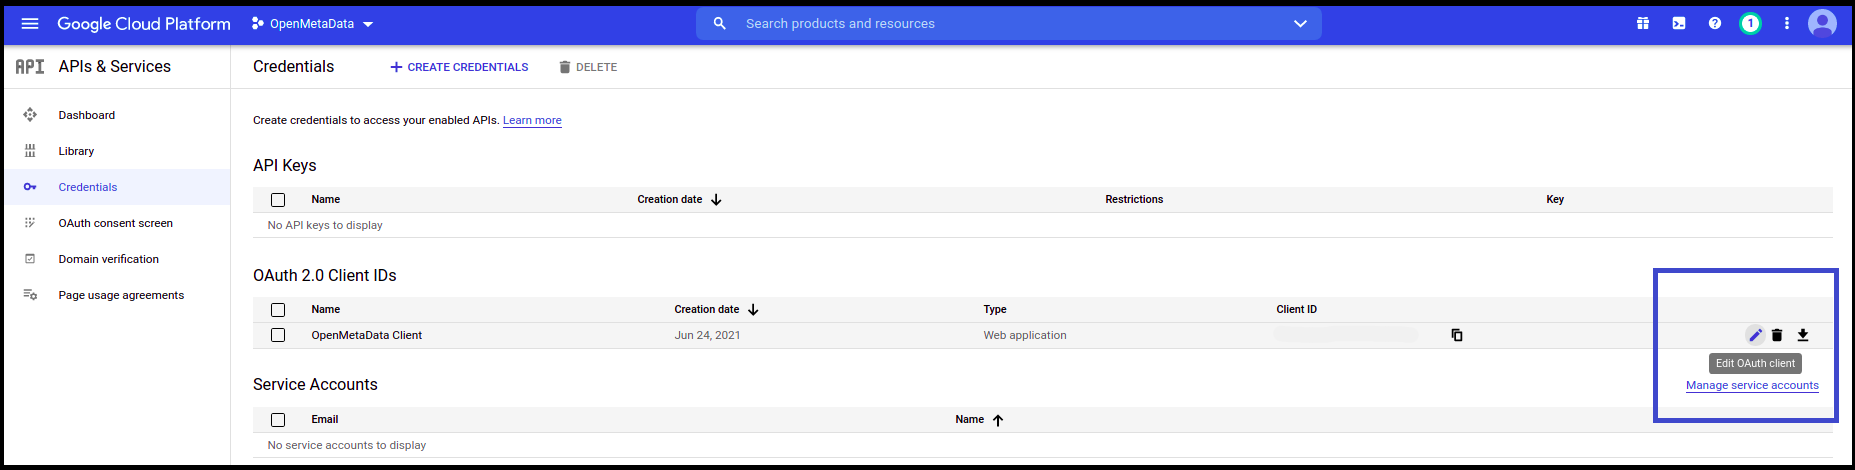 Google Cloud Platform OpenMetaData Search products and resources 1
API APIs & Services Credentials CREATE CREDENTIALS DELETE
Dashboard
Library
Credentials
OAuth consent screen
Domain verification
Page usage agreements
Create credentials to access your enabled APIs. Learn more
API Keys
Name Creation date Restrictions Key
No API keys to display
OAuth 2.0 Client IDs
Name Creation date Type Client ID
OpenMetaData Client Jun 24, 2021 Web application
Edit OAuth client
Service Accounts Manage service accounts
Email Name
No service accounts to display